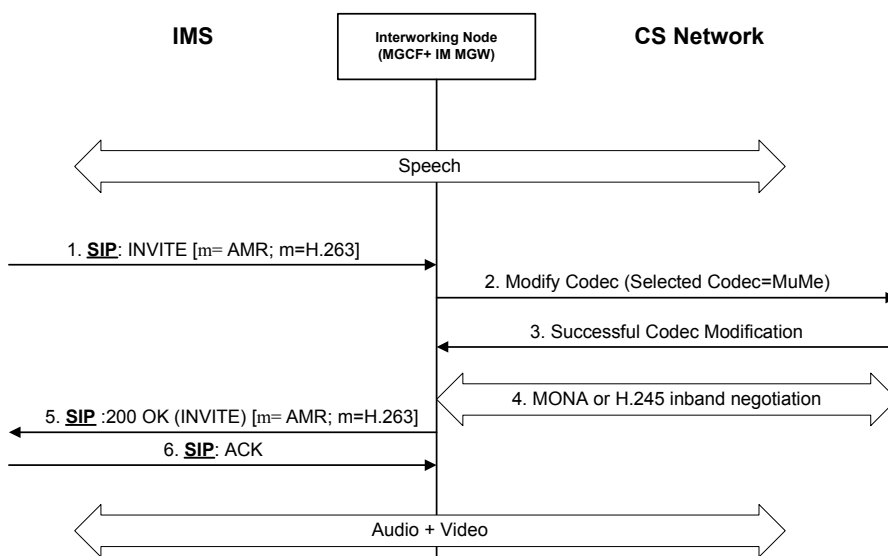 IMS
Interworking Node
(MGCF+ IM MGW)
CS Network
Speech
1. SIP: INVITE [m= AMR; m=H.263]
2. Modify Codec (Selected Codec=MuMe)
3. Successful Codec Modification
4. MONA or H.245 inband negotiation
5. SIP :200 OK (INVITE) [m= AMR; m=H.263]
6. SIP: ACK
Audio + Video